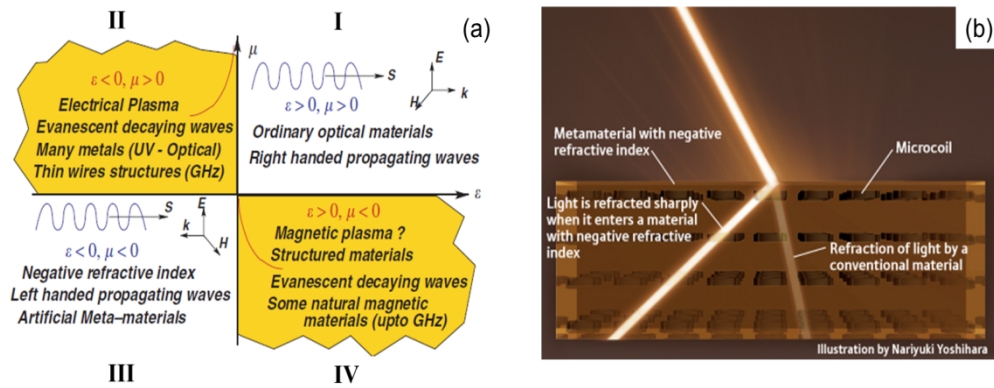 II
I
(a)
μ
ε<0, μ>0
Electrical Plasma
Evanescent decaying waves
Many metals (UV - Optical)
Thin wires structures (GHz)
S
E
H
k
ε>0, μ>0
Ordinary optical materials
Right handed propagating waves
ε
S
E
k
H
ε<0, μ<0
Negative refractive index
Left handed propagating waves
Artificial Meta–materials
ε>0, μ<0
Magnetic plasma ?
Structured materials
Evanescent decaying waves
Some natural magnetic
materials (upto GHz)
III
IV
(b)
Metamaterial with negative
refractive index
Microcoil
Light is refracted sharply
when it enters a material
with negative refractive
index
Refraction of light by a
conventional material
Illustration by Nariyuki Yoshihara